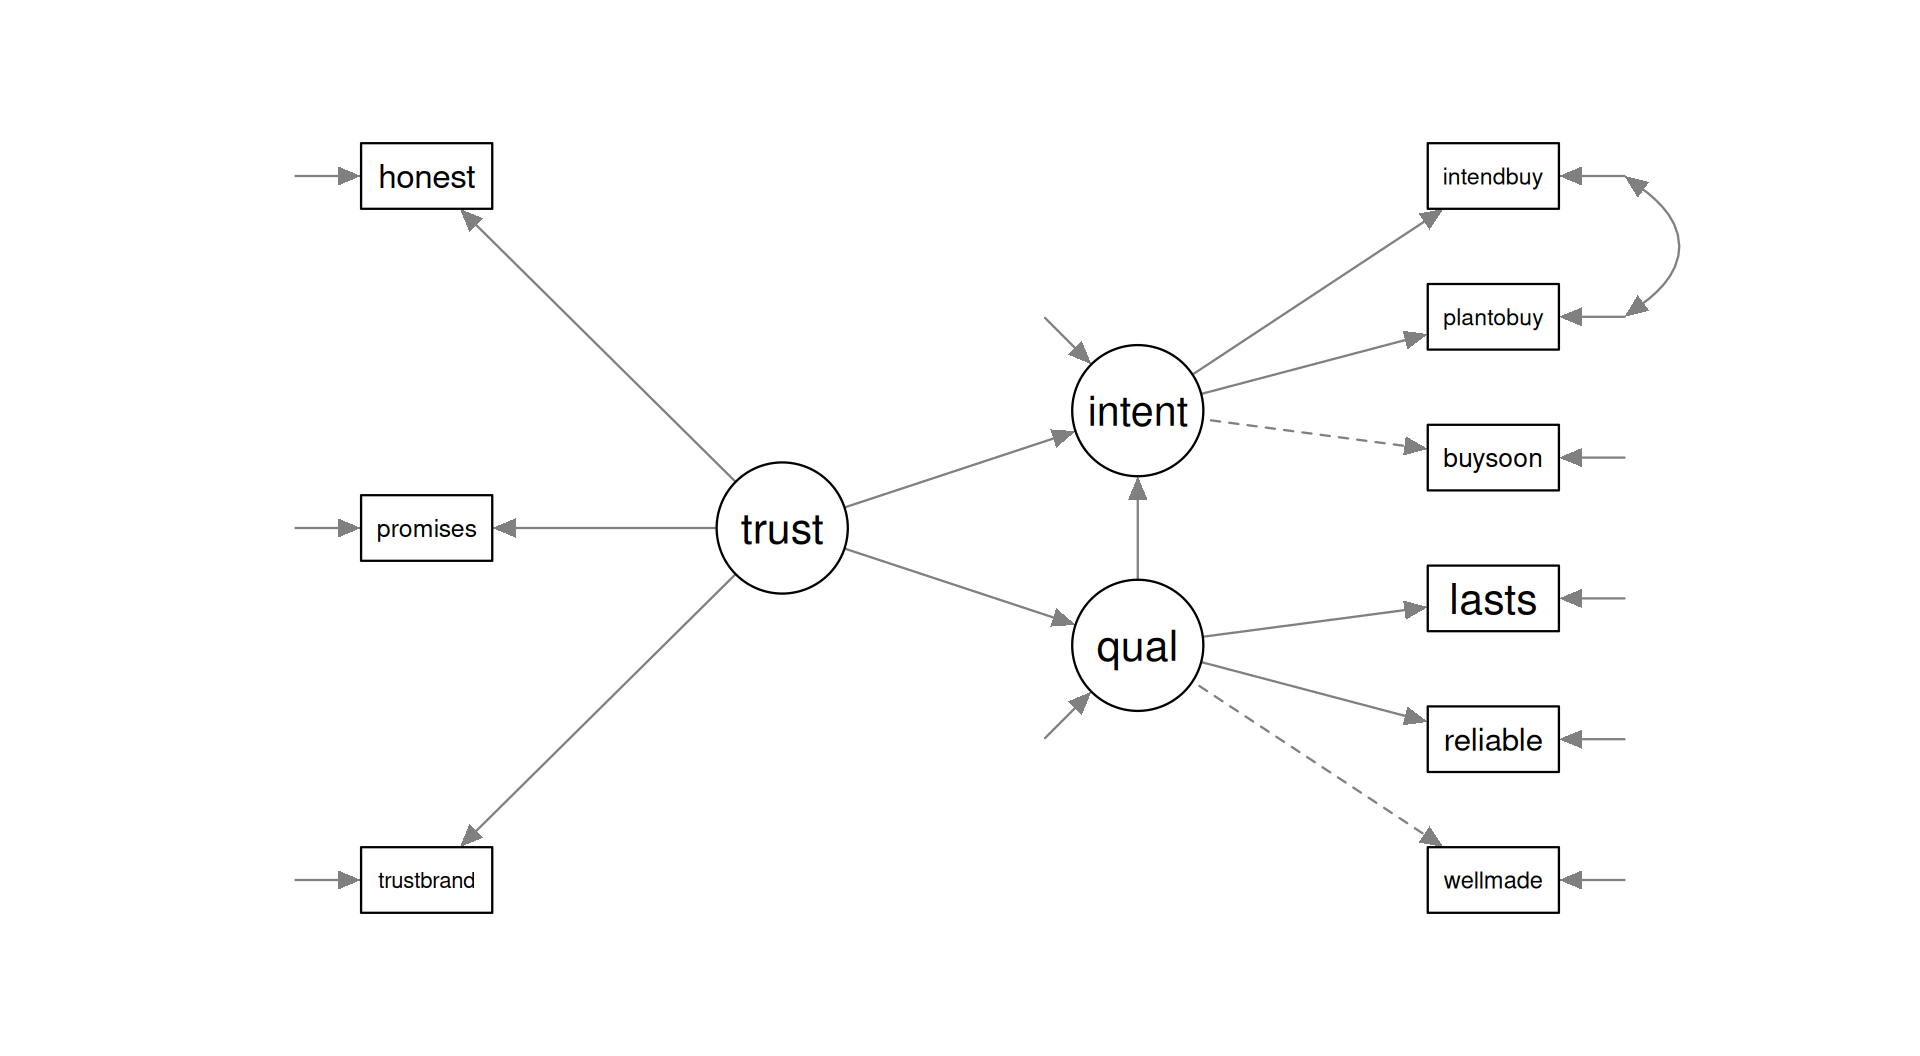 honest
intendbuy
plantobuy
intent
buysoon
promises
trust
lasts
qual
reliable
trustbrand
wellmade